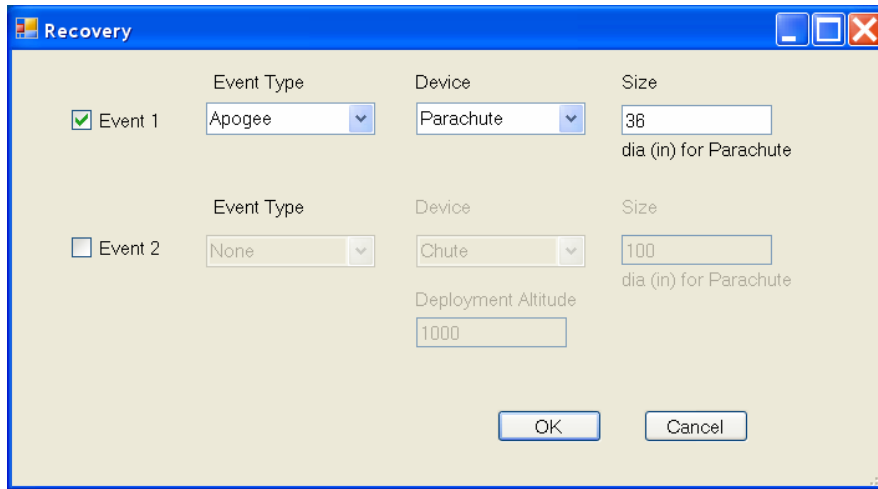 Recovery
Event Type Device Size
Event 1 Apogee Parachute 36
dia (in) for Parachute
Event Type Device Size
Event 2 None Chute 100
dia (in) for Parachute
Deployment Altitude
1000
OK Cancel